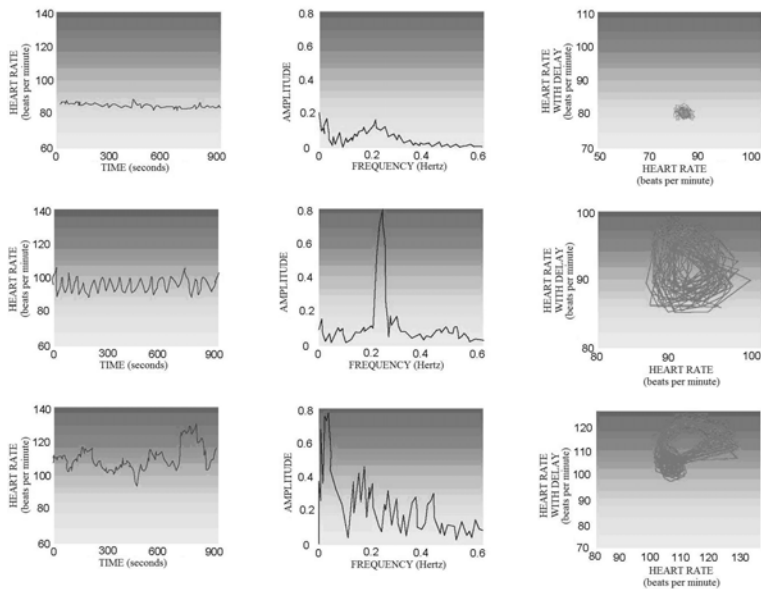 HEART RATE
(beats per minute)
140
120
100
80
60
0 300 600 900
TIME (seconds)
AMPLITUDE
0.8
0.6
0.4
0.2
0
0 0.2 0.4 0.6
FREQUENCY (Hertz)
HEART RATE
WITH DELAY
(beats per minute)
110
100
90
80
70
50 70 90 100
HEART RATE
(beats per minute)
HEART RATE
(beats per minute)
140
120
100
80
60
0 300 600 900
TIME (seconds)
AMPLITUDE
0.8
0.6
0.4
0.2
0
0 0.2 0.4 0.6
FREQUENCY (Hertz)
HEART RATE
WITH DELAY
(beats per minute)
100
90
80
80 90 100
HEART RATE
(beats per minute)
HEART RATE
(beats per minute)
140
120
100
80
60
0 300 600 900
TIME (seconds)
AMPLITUDE
0.8
0.6
0.4
0.2
0
0 0.2 0.4 0.6
FREQUENCY (Hertz)
HEART RATE
WITH DELAY
(beats per minute)
120
110
100
90
80
70
80 90 100 110 120 130
HEART RATE
(beats per minute)